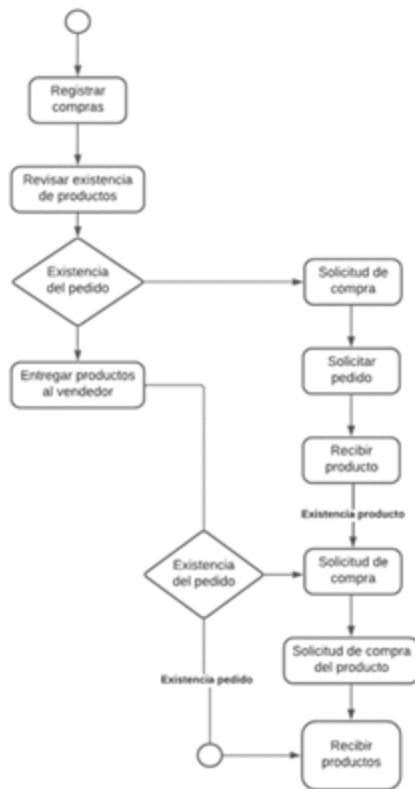 Registrar
compras
Revisar existencia
de productos
Existencia
del pedido
Solicitud de
compra
Solicitar
pedido
Entregar productos
al vendedor
Recibir
producto
Existencia producto
Existencia
del pedido
Solicitud de
compra
Solicitud de compra
del producto
Existencia pedido
Recibir
productos